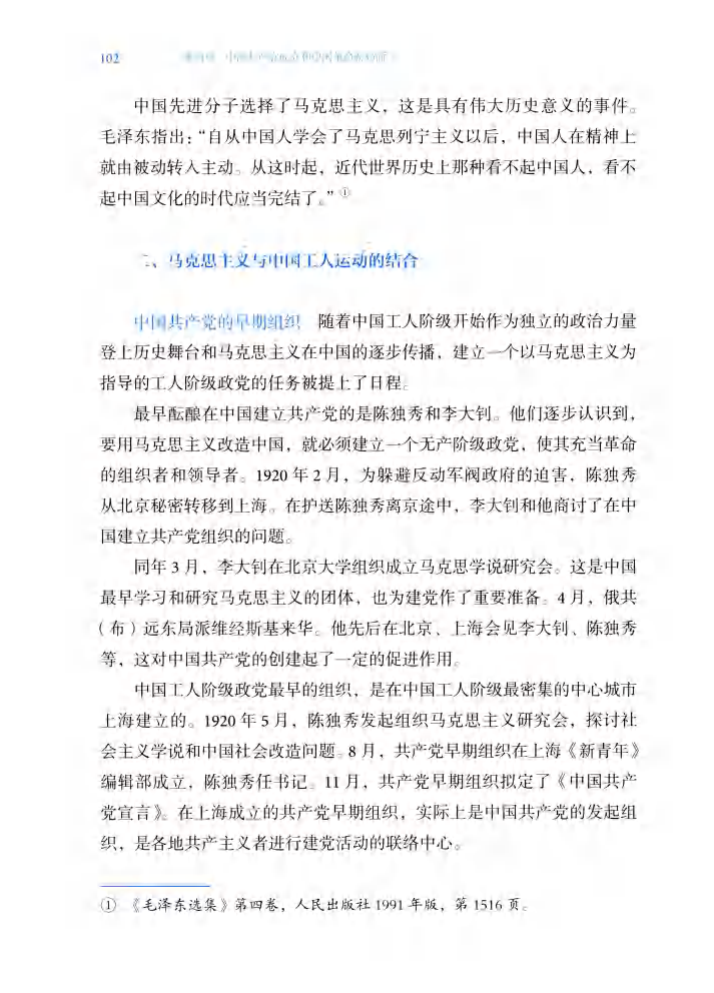 102
中国先进分子选择了马克思主义，这是具有伟大历史意义的事件。
毛泽东指出：“自从中国人学会了马克思列宁主义以后，中国人在精神上
就由被动转入主动。从这时起，近代世界历史上那种看不起中国人，看不
起中国文化的时代应当完结了。”①
二、马克思主义与中国工人运动的结合
中国共产党的早期组织 随着中国工人阶级开始作为独立的政治力量
登上历史舞台和马克思主义在中国的逐步传播，建立一个以马克思主义为
指导的工人阶级政党的任务被提上了日程。
最早酝酿在中国建立共产党的是陈独秀和李大钊。他们逐步认识到，
要用马克思主义改造中国，就必须建立一个无产阶级政党，使其充当革命
的组织者和领导者。1920 年 2 月，为躲避反动军阀政府的迫害，陈独秀
从北京秘密转移到上海。在护送陈独秀离京途中，李大钊和他商讨了在中
国建立共产党组织的问题。
同年 3 月，李大钊在北京大学组织成立马克思学说研究会。这是中国
最早学习和研究马克思主义的团体，也为建党作了重要准备。4 月，俄共
（布）远东局派维经斯基来华。他先后在北京、上海会见李大钊、陈独秀
等，这对中国共产党的创建起了一定的促进作用。
中国工人阶级政党最早的组织，是在中国工人阶级最密集的中心城市
上海建立的。1920 年 5 月，陈独秀发起组织马克思主义研究会，探讨社
会主义学说和中国社会改造问题。8 月，共产党早期组织在上海《新青年》
编辑部成立，陈独秀任书记。11 月，共产党早期组织拟定了《中国共产
党宣言》。在上海成立的共产党早期组织，实际上是中国共产党的发起组
织，是各地共产主义者进行建党活动的联络中心。
① 《毛泽东选集》第四卷，人民出版社 1991 年版，第 1516 页。